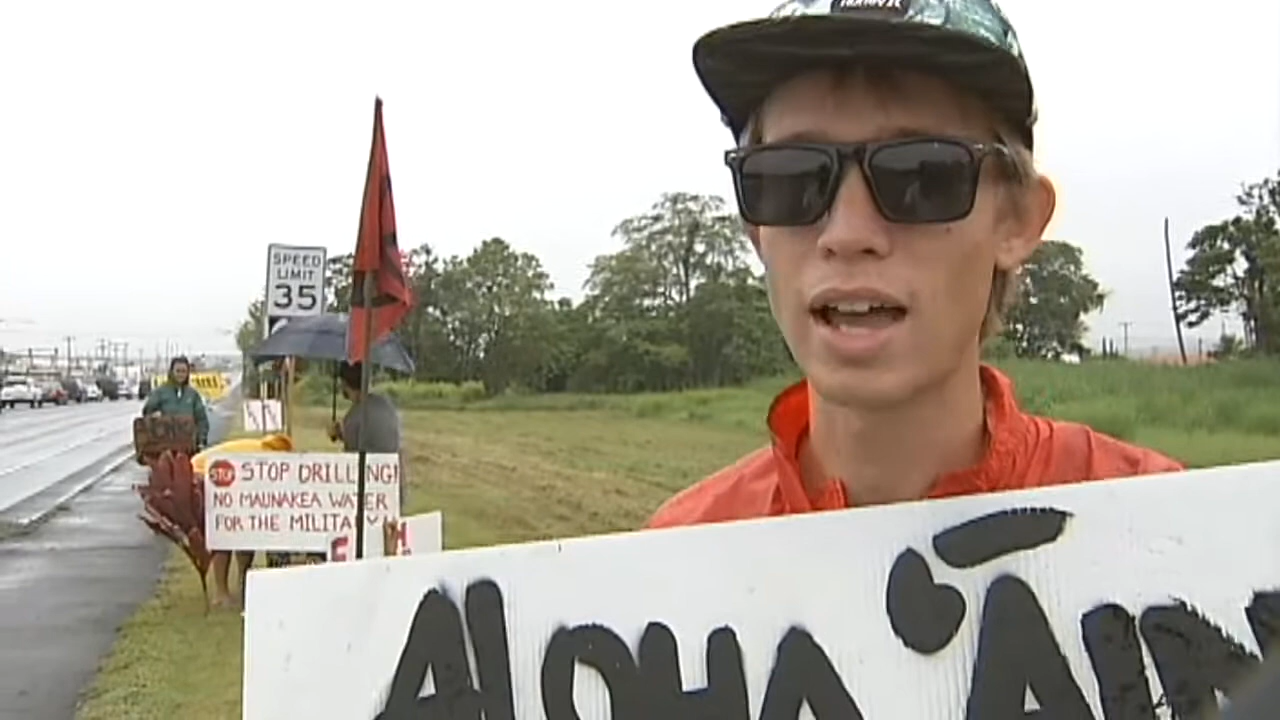 SPEED
LIMIT
35
STOP
STOP DRILLING!
NO MAUNAKEA WATER
FOR THE MILITARY
ALOHA ʻĀIN